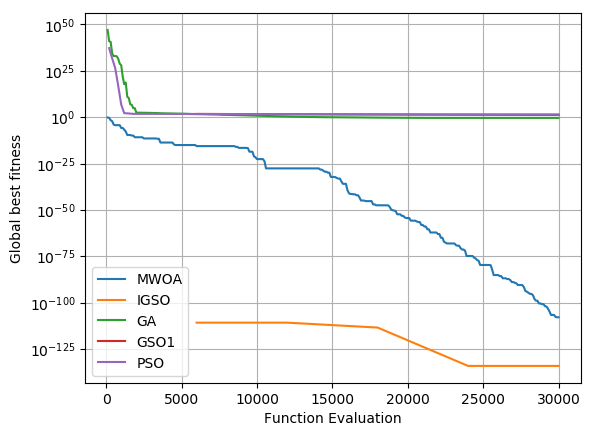 10^50
10^25
10^0
10^-25
10^-50
10^-75
10^-100
10^-125
Global best fitness
MWOA
IGSO
GA
GSO1
PSO
0 5000 10000 15000 20000 25000 30000
Function Evaluation